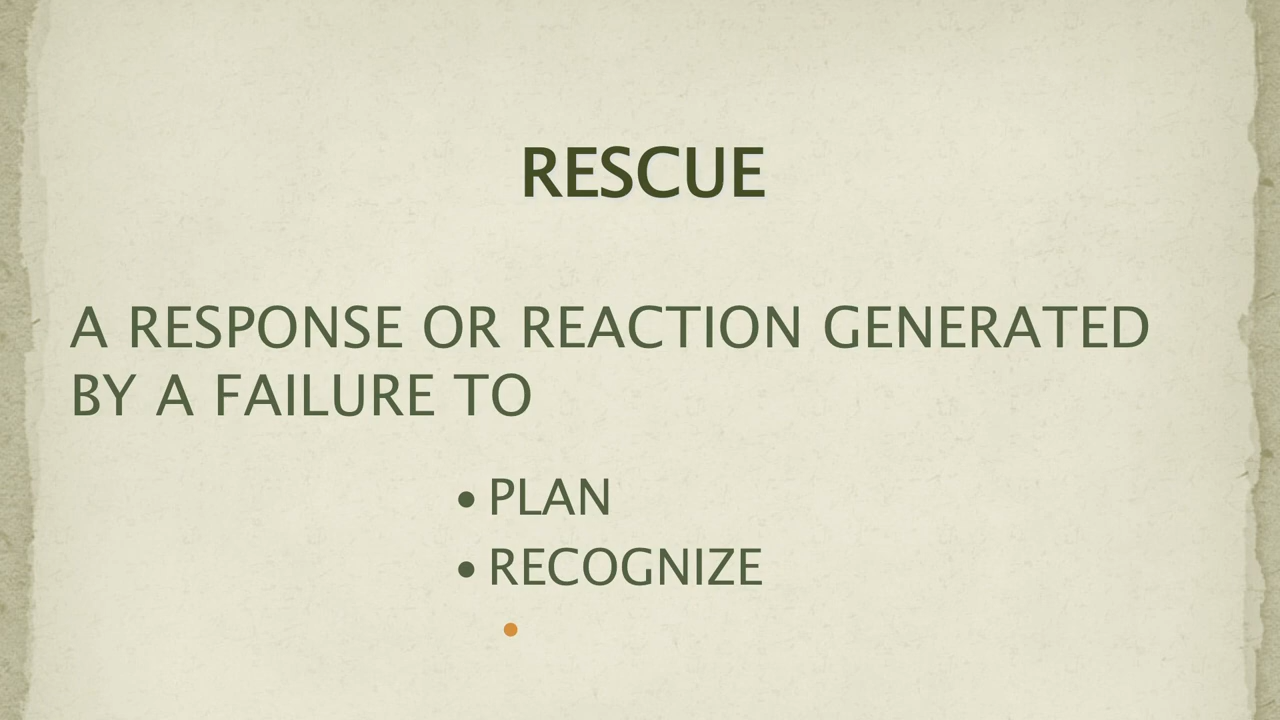 RESCUE
A RESPONSE OR REACTION GENERATED
BY A FAILURE TO
• PLAN
• RECOGNIZE
•